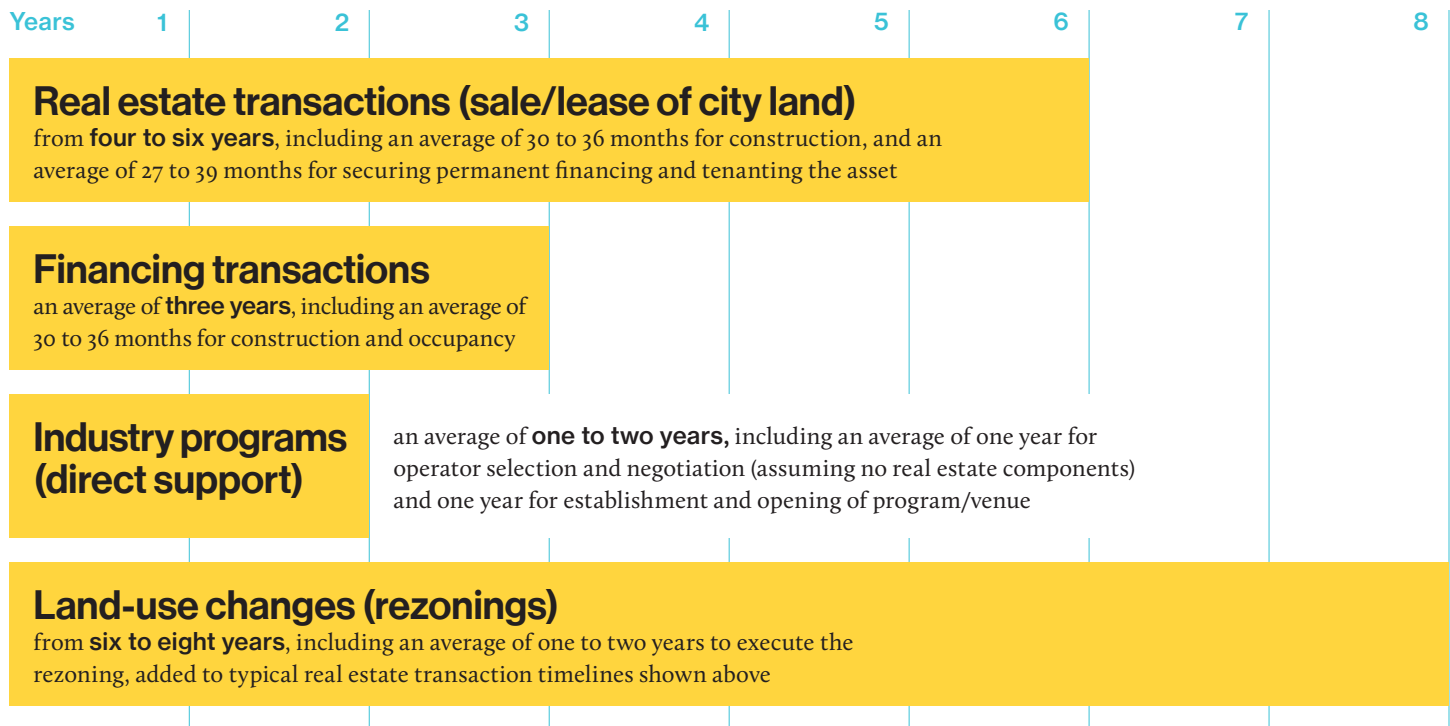 Years 1 2 3 4 5 6 7 8
Real estate transactions (sale/lease of city land)
from four to six years, including an average of 30 to 36 months for construction, and an
average of 27 to 39 months for securing permanent financing and tenanting the asset
Financing transactions
an average of three years, including an average of
30 to 36 months for construction and occupancy
Industry programs
(direct support)
an average of one to two years, including an average of one year for
operator selection and negotiation (assuming no real estate components)
and one year for establishment and opening of program/venue
Land-use changes (rezonings)
from six to eight years, including an average of one to two years to execute the
rezoning, added to typical real estate transaction timelines shown above